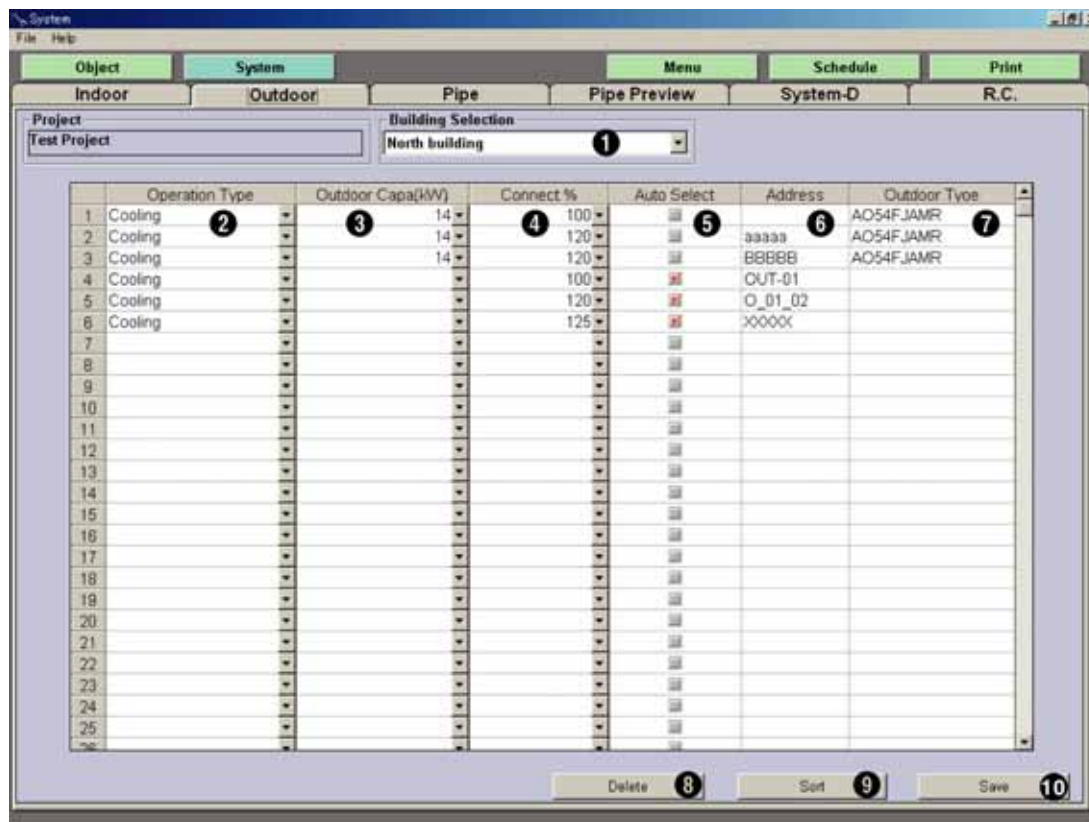 System
File Help
Object System Menu Schedule Print
Indoor Outdoor Pipe Pipe Preview System-D R.C.
Project Building Selection
Test Project North building 1
Operation Type Outdoor Capa(kW) Connect % Auto Select Address Outdoor Type
1 Cooling 2 14 3 100 4 5 6 AO54FJAMR 7
2 Cooling 14 120 aaaaa AO54FJAMR
3 Cooling 14 120 BBBBB AO54FJAMR
4 Cooling 100 OUT-01
5 Cooling 120 O_01_02
6 Cooling 125 XXXXX
7
8
9
10
11
12
13
14
15
16
17
18
19
20
21
22
23
24
25
26
Delete 8 Sort 9 Save 10